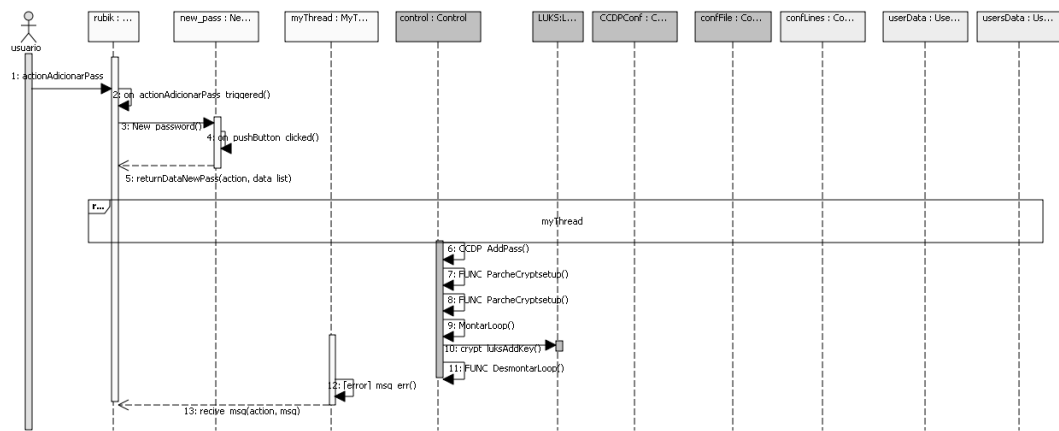 rubik : ...
new_pass : Ne...
myThread : MyT...
control : Control
LUKS:L...
CCDPConf : C...
confFile : Co...
confLines : Co...
userData : Use...
usersData : Us...
usuario
1: actionAdicionarPass
2: on_actionAdicionarPass_triggered()
3: New_password()
4: on_pushButton_clicked()
5: returnDataNewPass(action, data_list)
r...
myThread
6: CCDP_AddPass()
7: FUNC_ParcheCryptsetup()
8: FUNC_ParcheCryptsetup()
9: MontarLoop()
10: crypt_luksAddKey()
11: FUNC_DesmontarLoop()
12: [error] msg_err()
13: recive_msg(action, msg)